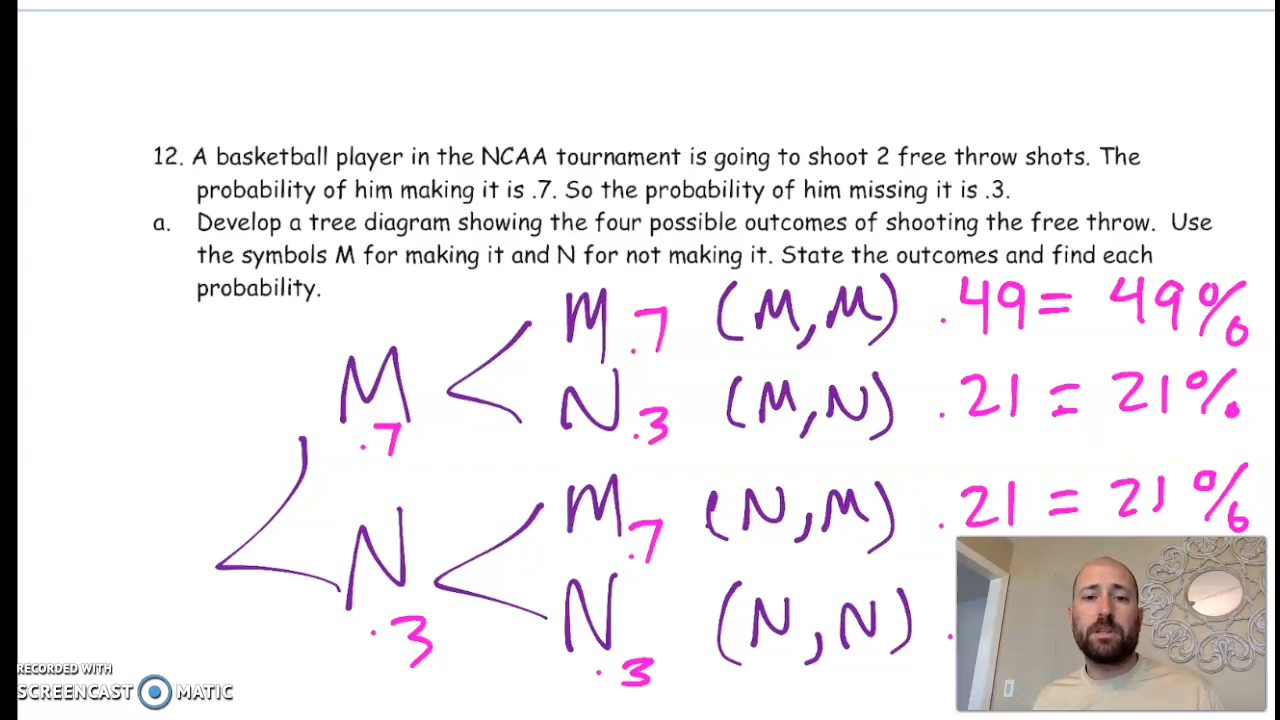 12. A basketball player in the NCAA tournament is going to shoot 2 free throw shots. The
probability of him making it is .7. So the probability of him missing it is .3.
a. Develop a tree diagram showing the four possible outcomes of shooting the free throw. Use
the symbols M for making it and N for not making it. State the outcomes and find each
probability.
M .7 (M,M) .49 = 49%
M .7
N .3 (M,N) .21 = 21%
M .7 (N,M) .21 = 21%
N .3
N .3 (N,N) .
RECORDED WITH
SCREENCAST MATIC